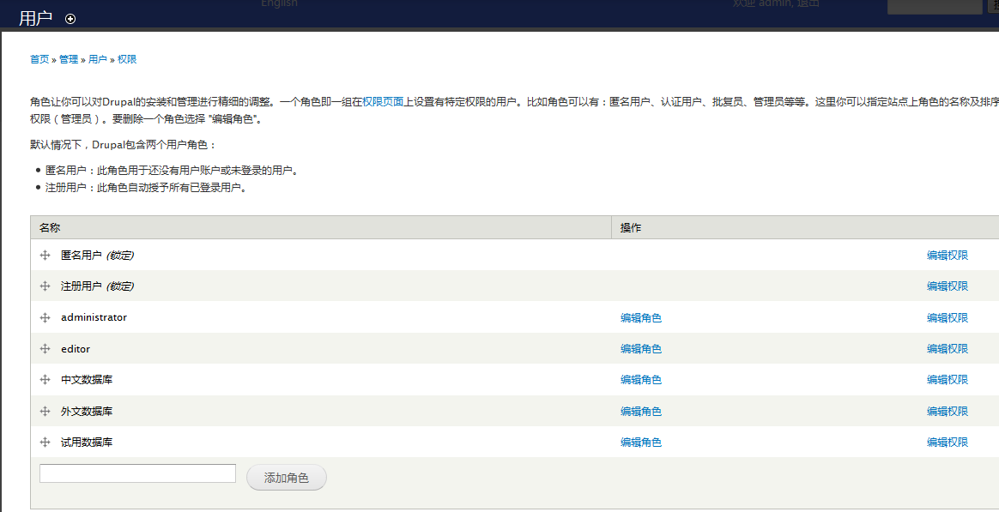 English
欢迎 admin, 退出
用户
首页 » 管理 » 用户 » 权限
角色让你可以对Drupal的安装和管理进行精细的调整。一个角色即一组在权限页面上设置有特定权限的用户。比如角色可以有：匿名用户、认证用户、批复员、管理员等等。这里你可以指定站点上角色的名称及排序
权限（管理员）。要删除一个角色选择 "编辑角色"。
默认情况下，Drupal包含两个用户角色：
匿名用户：此角色用于还没有用户账户或未登录的用户。
注册用户：此角色自动授予所有已登录用户。
名称 操作
匿名用户 (锁定) 编辑权限
注册用户 (锁定) 编辑权限
administrator 编辑角色 编辑权限
editor 编辑角色 编辑权限
中文数据库 编辑角色 编辑权限
外文数据库 编辑角色 编辑权限
试用数据库 编辑角色 编辑权限
添加角色